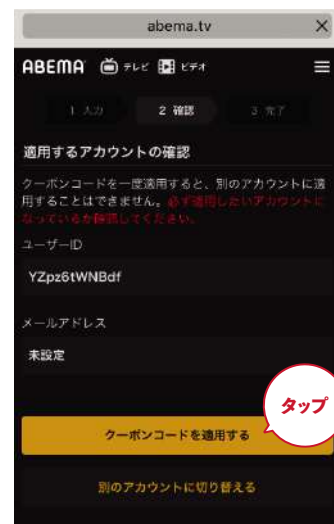 abema.tv
ABEMA テレビ ビデオ
1 入力 2 確認 3 完了
適用するアカウントの確認
クーポンコードを一度適用すると、別のアカウントに適
用することはできません。必ず適用したいアカウントに
なっているか確認してください。
ユーザーID
YZpz6tWNBdf
メールアドレス
未設定
タップ
クーポンコードを適用する
別のアカウントに切り替える